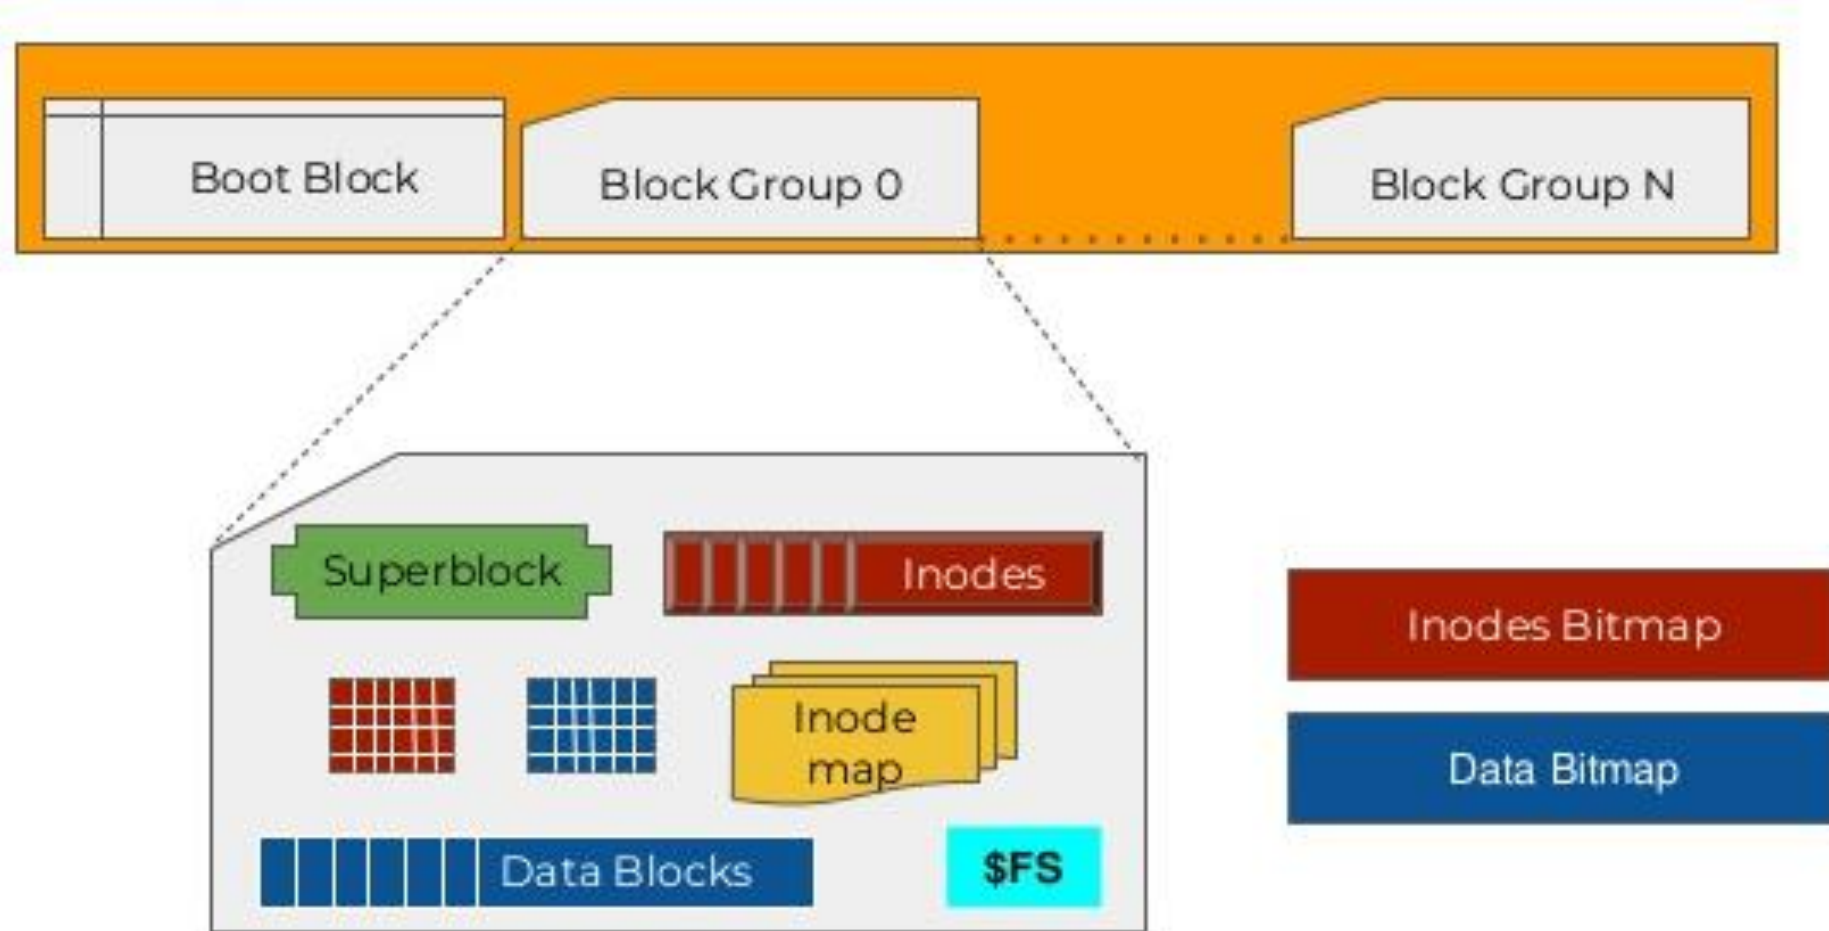 Boot Block
Block Group 0
Block Group N
Superblock
Inodes
Inode
map
Data Blocks
$FS
Inodes Bitmap
Data Bitmap